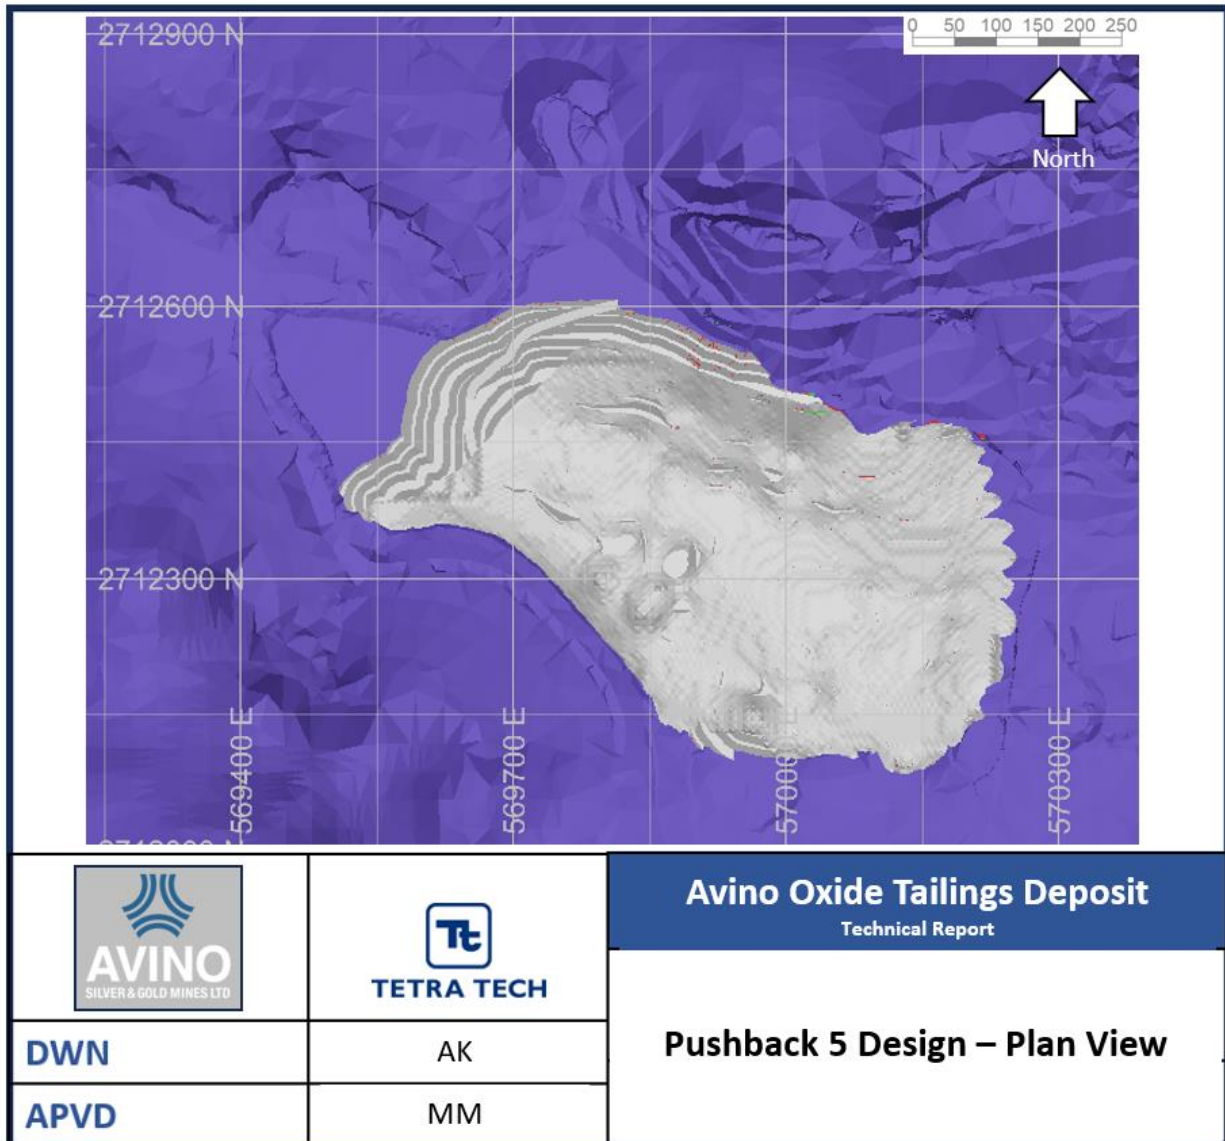 2712900 N
0 50 100 150 200 250
North
2712600 N
2712300 N
569400 E
569700 E
570300 E
AVINO
SILVER & GOLD MINES LTD
Tt
TETRA TECH
Avino Oxide Tailings Deposit
Technical Report
DWN
AK
Pushback 5 Design – Plan View
APVD
MM